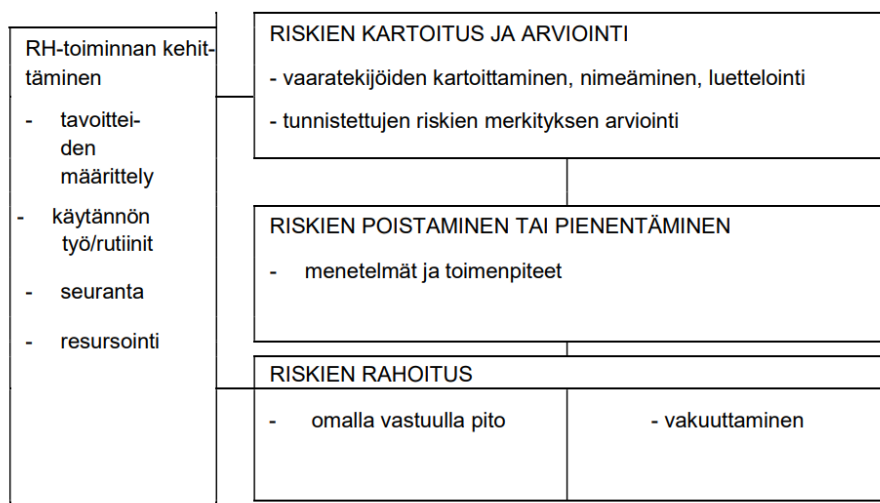 RH-toiminnan kehit-
täminen
- tavoittei-
den
määrittely
- käytännön
työ/rutiinit
- seuranta
- resursointi
RISKIEN KARTOITUS JA ARVIOINTI
- vaaratekijöiden kartoittaminen, nimeäminen, luettelointi
- tunnistettujen riskien merkityksen arviointi
RISKIEN POISTAMINEN TAI PIENENTÄMINEN
- menetelmät ja toimenpiteet
RISKIEN RAHOITUS
- omalla vastuulla pito
- vakuuttaminen